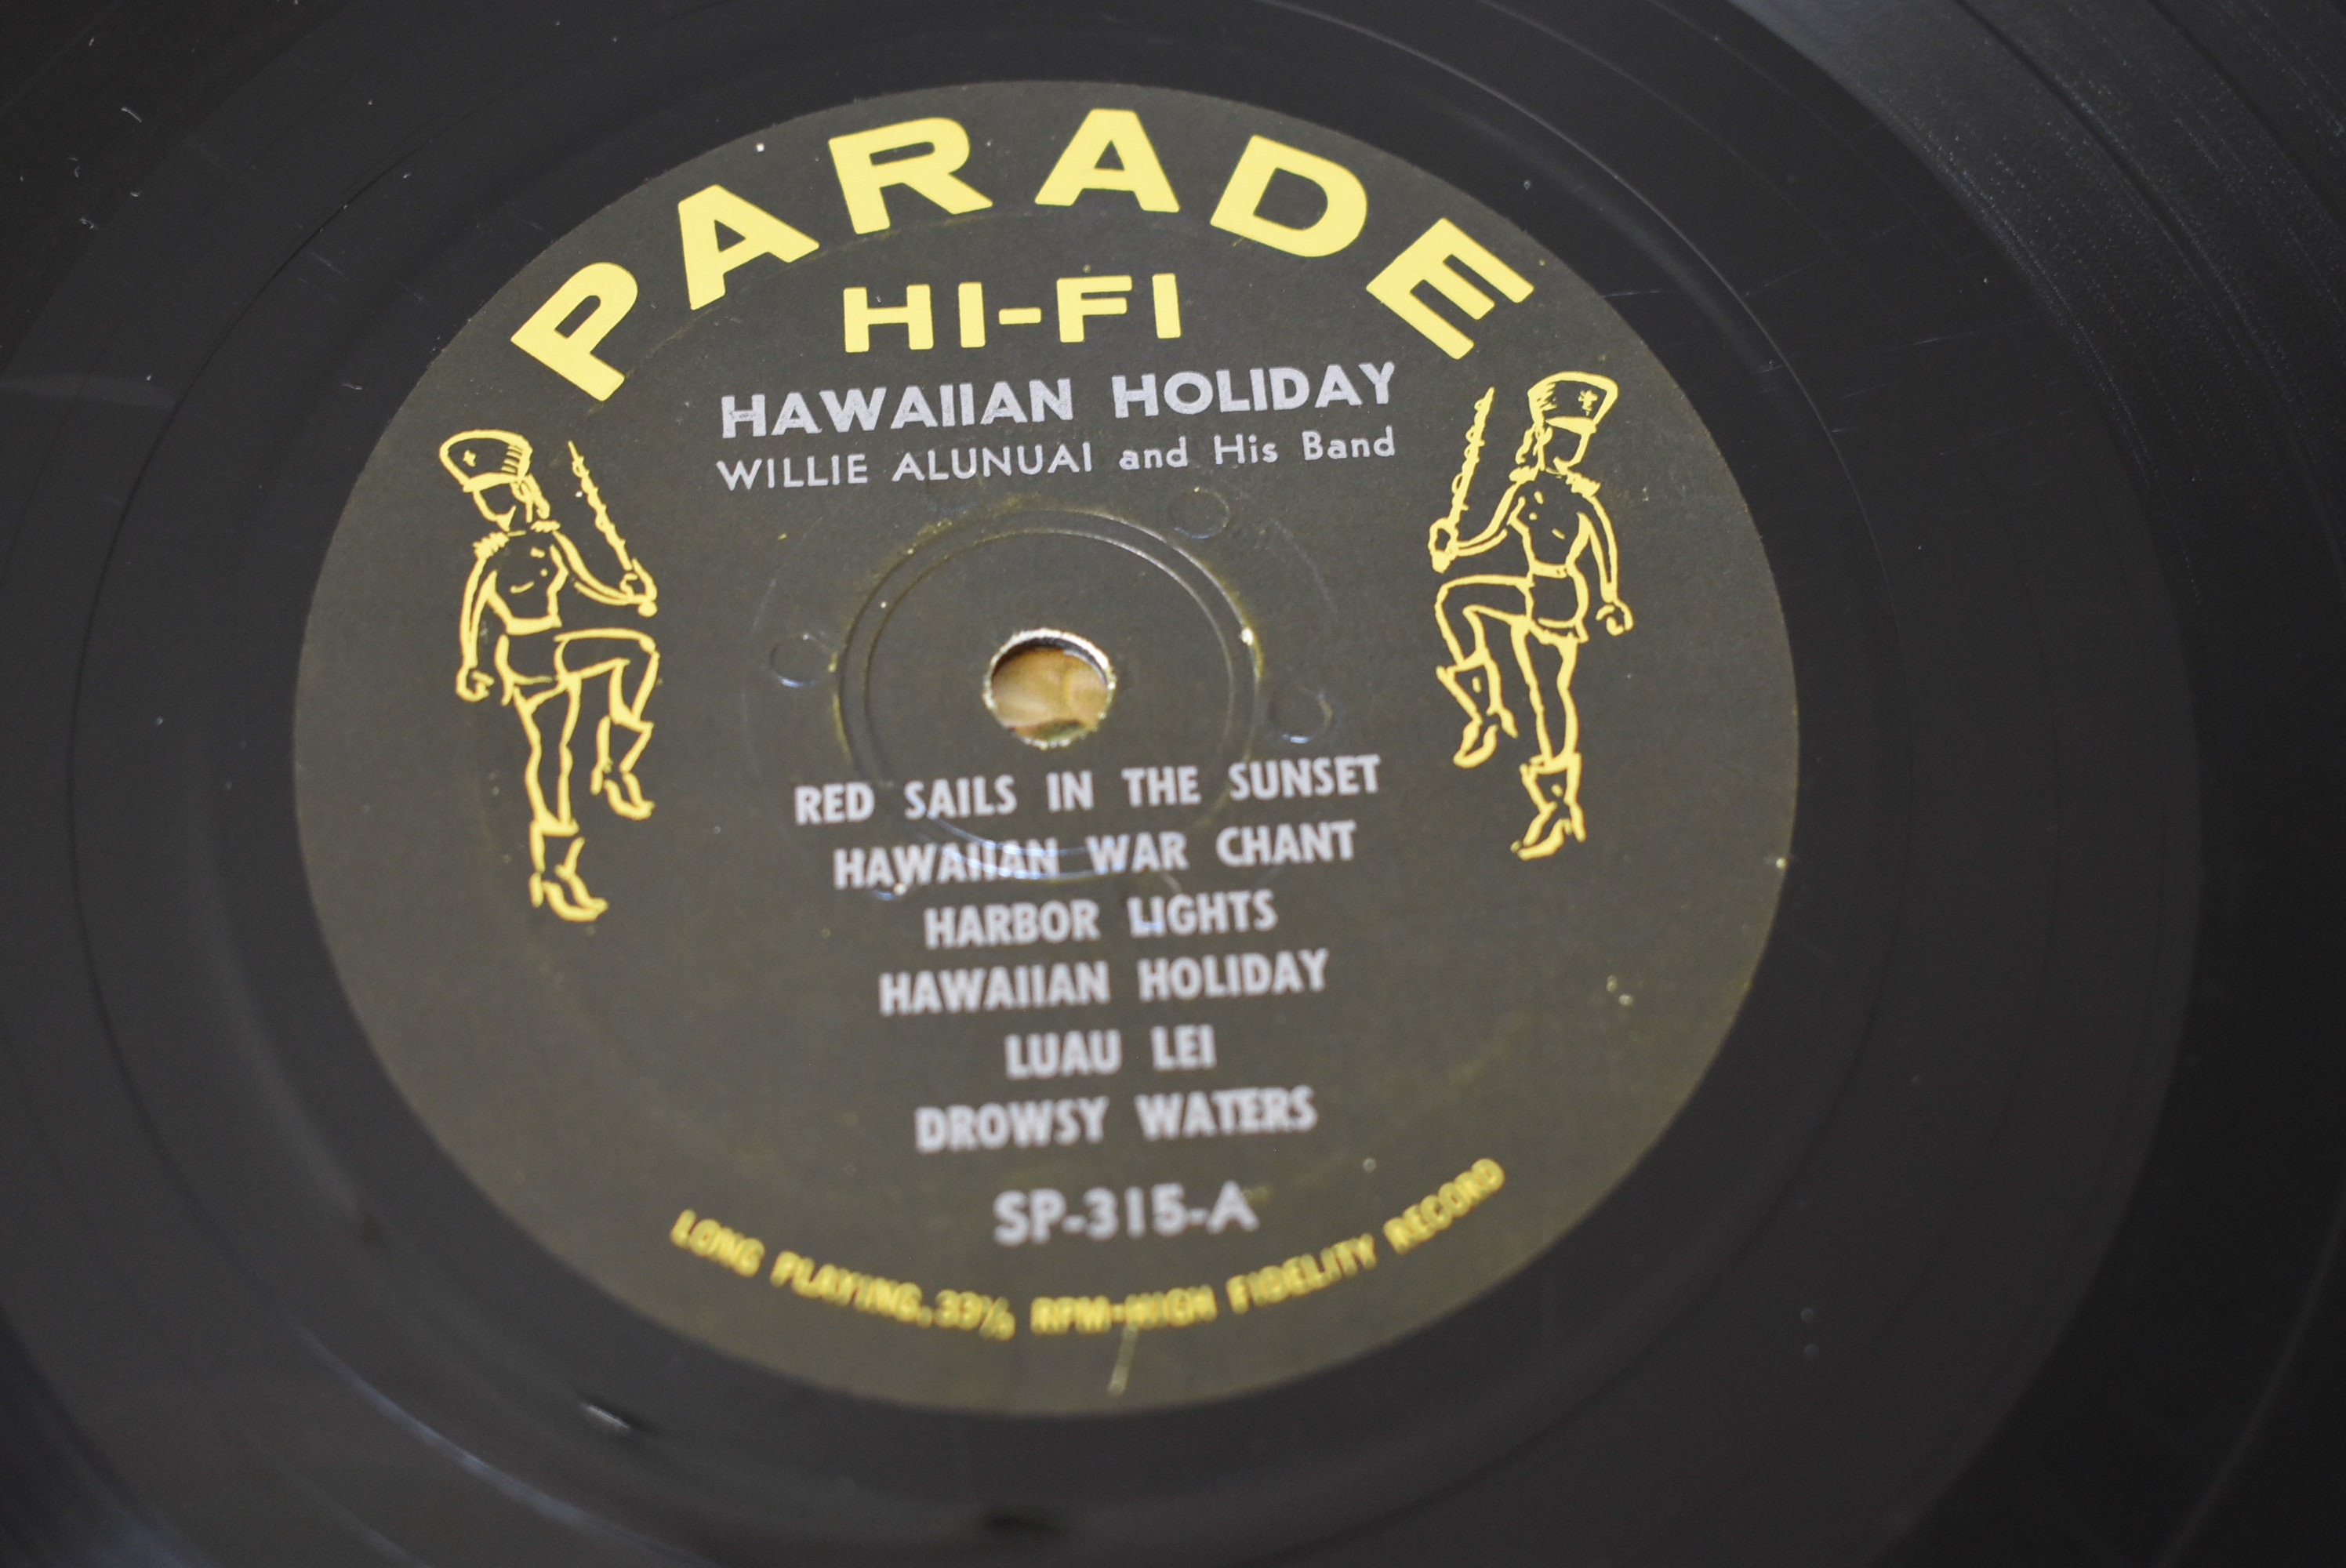 PARADE
HI-FI
HAWAIIAN HOLIDAY
WILLIE ALUNUAI and His Band
RED SAILS IN THE SUNSET
HAWAIIAN WAR CHANT
HARBOR LIGHTS
HAWAIIAN HOLIDAY
LUAU LEI
DROWSY WATERS
SP-315-A
LONG PLAYING, 33⅓ RPM-HIGH FIDELITY RECORD